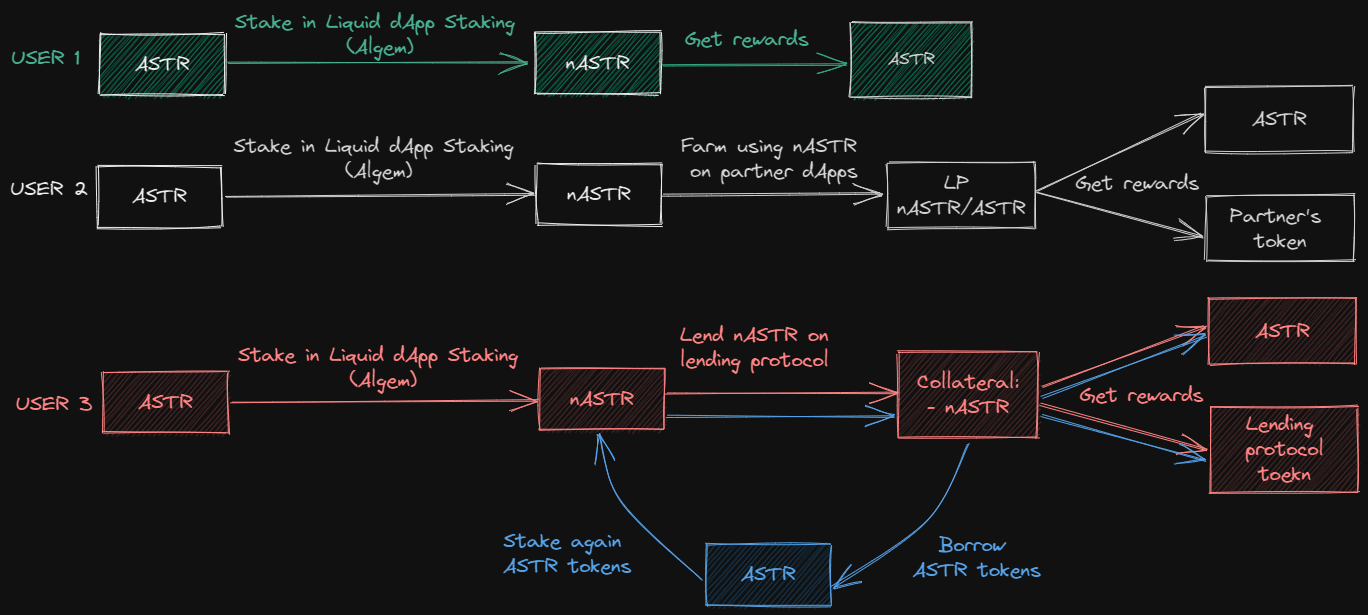 Stake in Liquid dApp Staking
(Algem)
USER 1
ASTR
nASTR
Get rewards
ASTR
Stake in Liquid dApp Staking
(Algem)
USER 2
ASTR
nASTR
Farm using nASTR
on partner dApps
LP
nASTR/ASTR
Get rewards
ASTR
Partner's
token
Stake in Liquid dApp Staking
(Algem)
USER 3
ASTR
nASTR
Lend nASTR on
lending protocol
Collateral:
- nASTR
Get rewards
ASTR
Lending
protocol
toekn
Stake again
ASTR tokens
ASTR
Borrow
ASTR tokens